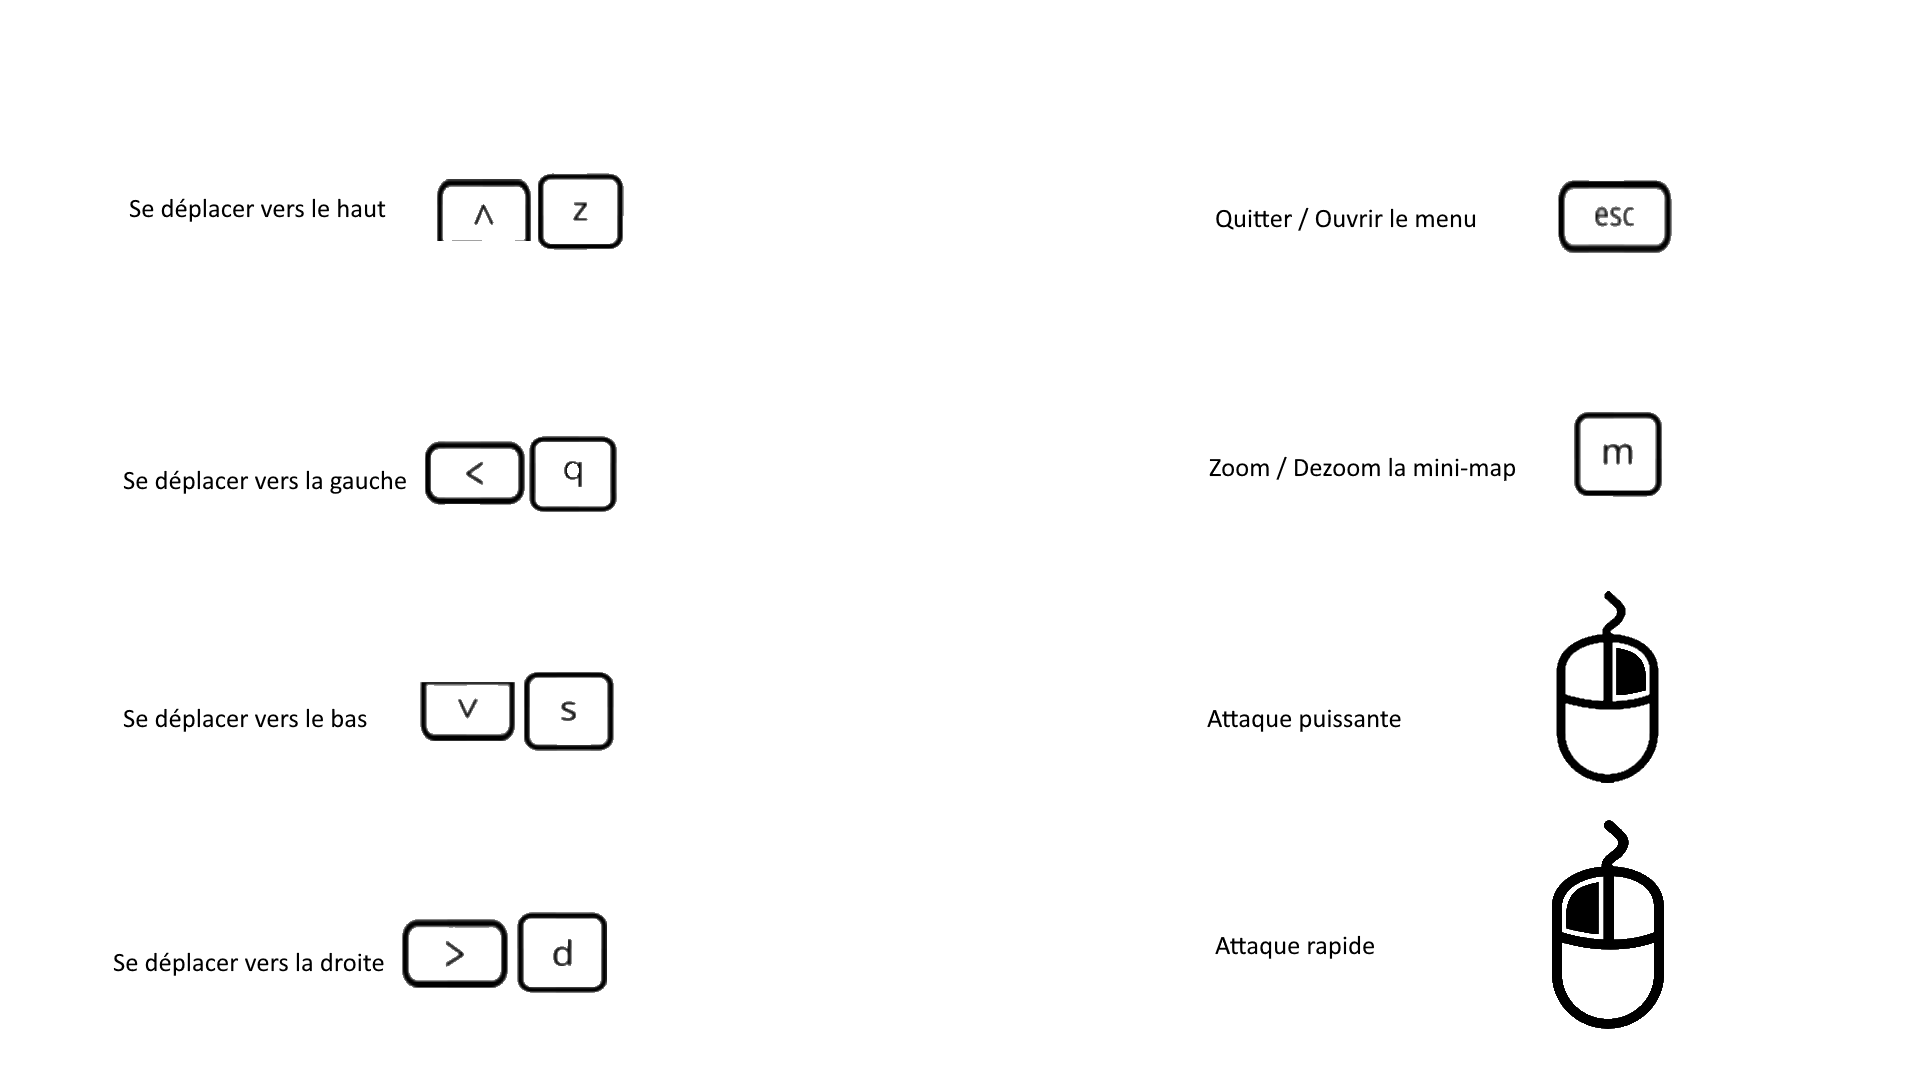 Se déplacer vers le haut ^ z
Quitter / Ouvrir le menu esc
Se déplacer vers la gauche < q
Zoom / Dezoom la mini-map m
Se déplacer vers le bas v s
Attaque puissante
Se déplacer vers la droite > d
Attaque rapide